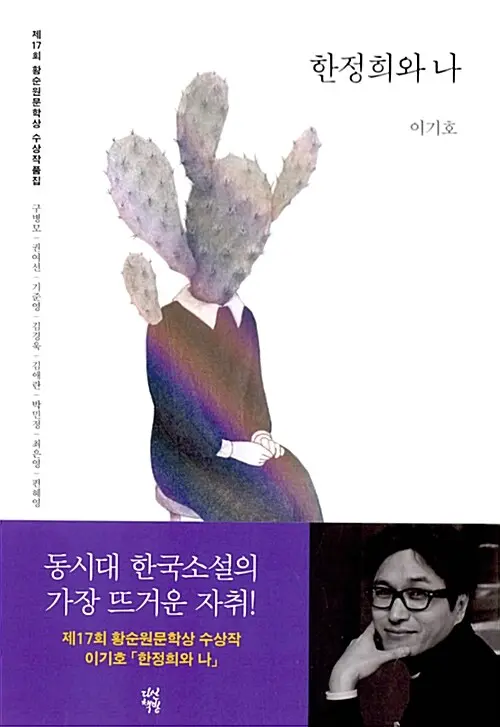 한정희와 나
이기호
제17회 황순원문학상 수상작품집
구병모 | 권여선 | 기준영 | 김경욱 | 김애란 | 박민정 | 최은영 | 편혜영
동시대 한국소설의
가장 뜨거운 자취!
제17회 황순원문학상 수상작
이기호 「한정희와 나」
다산
책방